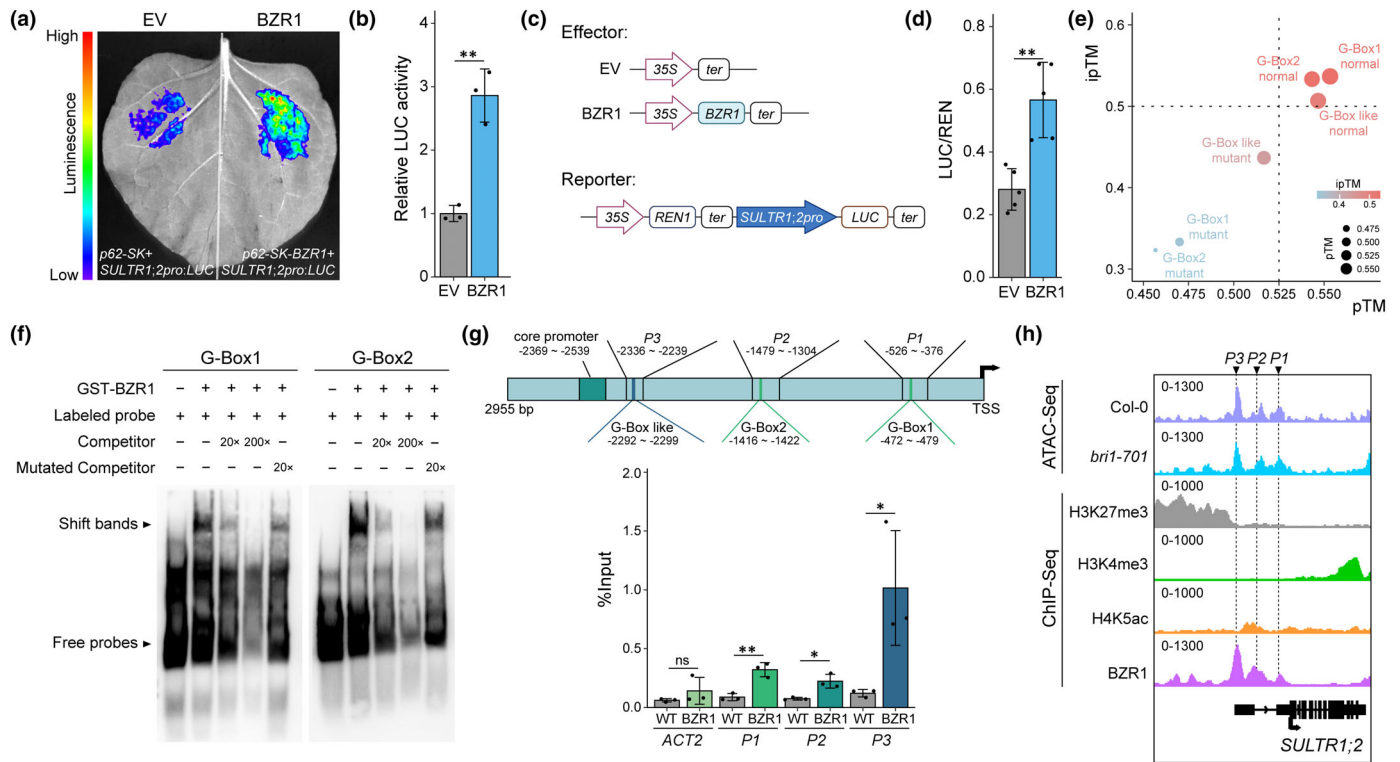 (a)
EV
BZR1
High
Luminescence
Low
p62-SK+
SULTR1;2pro:LUC
p62-SK-BZR1+
SULTR1;2pro:LUC
(b)
Relative LUC activity
4
3
2
1
0
**
EV
BZR1
(c)
Effector:
EV
35S
ter
BZR1
35S
BZR1
ter
Reporter:
35S
REN1
ter
SULTR1;2pro
LUC
ter
(d)
LUC/REN
0.8
0.6
0.4
0.2
0.0
**
EV
BZR1
(e)
ipTM
0.6
0.5
0.4
0.3
G-Box2
normal
G-Box1
normal
G-Box like
normal
G-Box like
mutant
G-Box1
mutant
G-Box2
mutant
ipTM
0.4 0.5
pTM
0.475
0.500
0.525
0.550
0.450 0.475 0.500 0.525 0.550
pTM
(f)
G-Box1
G-Box2
GST-BZR1 − + + + + − + + + +
Labeled probe + + + + + + + + + +
Competitor − − 20× 200× − − − 20× 200× −
Mutated Competitor − − − − 20× − − − − 20×
Shift bands
Free probes
(g)
core promoter
-2369 ~ -2539
P3
-2336 ~ -2239
P2
-1479 ~ -1304
P1
-526 ~ -376
2955 bp
TSS
G-Box like
-2292 ~ -2299
G-Box2
-1416 ~ -1422
G-Box1
-472 ~ -479
%Input
2.0
1.5
1.0
0.5
0.0
ns
**
*
*
WT BZR1 WT BZR1 WT BZR1 WT BZR1
ACT2 P1 P2 P3
(h)
P3 P2 P1
ATAC-Seq
Col-0
0-1300
bri1-701
0-1300
ChIP-Seq
H3K27me3
0-1000
H3K4me3
0-1000
H4K5ac
0-1000
BZR1
0-1300
SULTR1;2